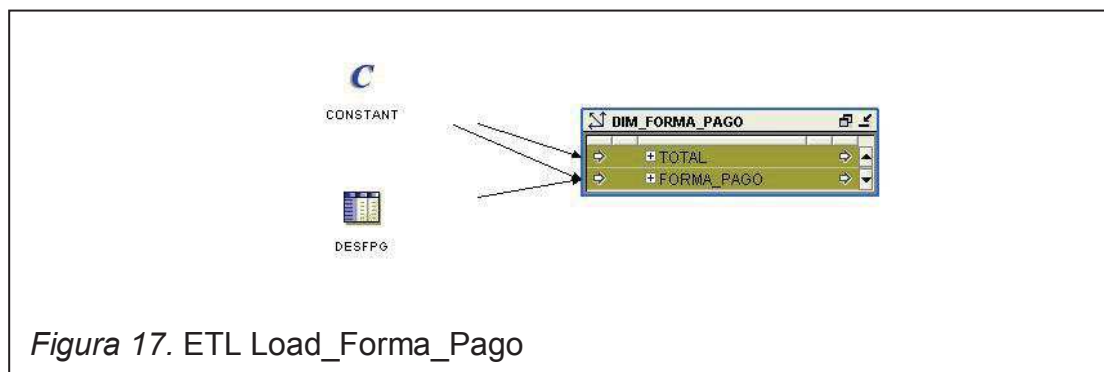 C
CONSTANT
DIM_FORMA_PAGO
TOTAL
FORMA_PAGO
DESFPG
Figura 17. ETL Load_Forma_Pago